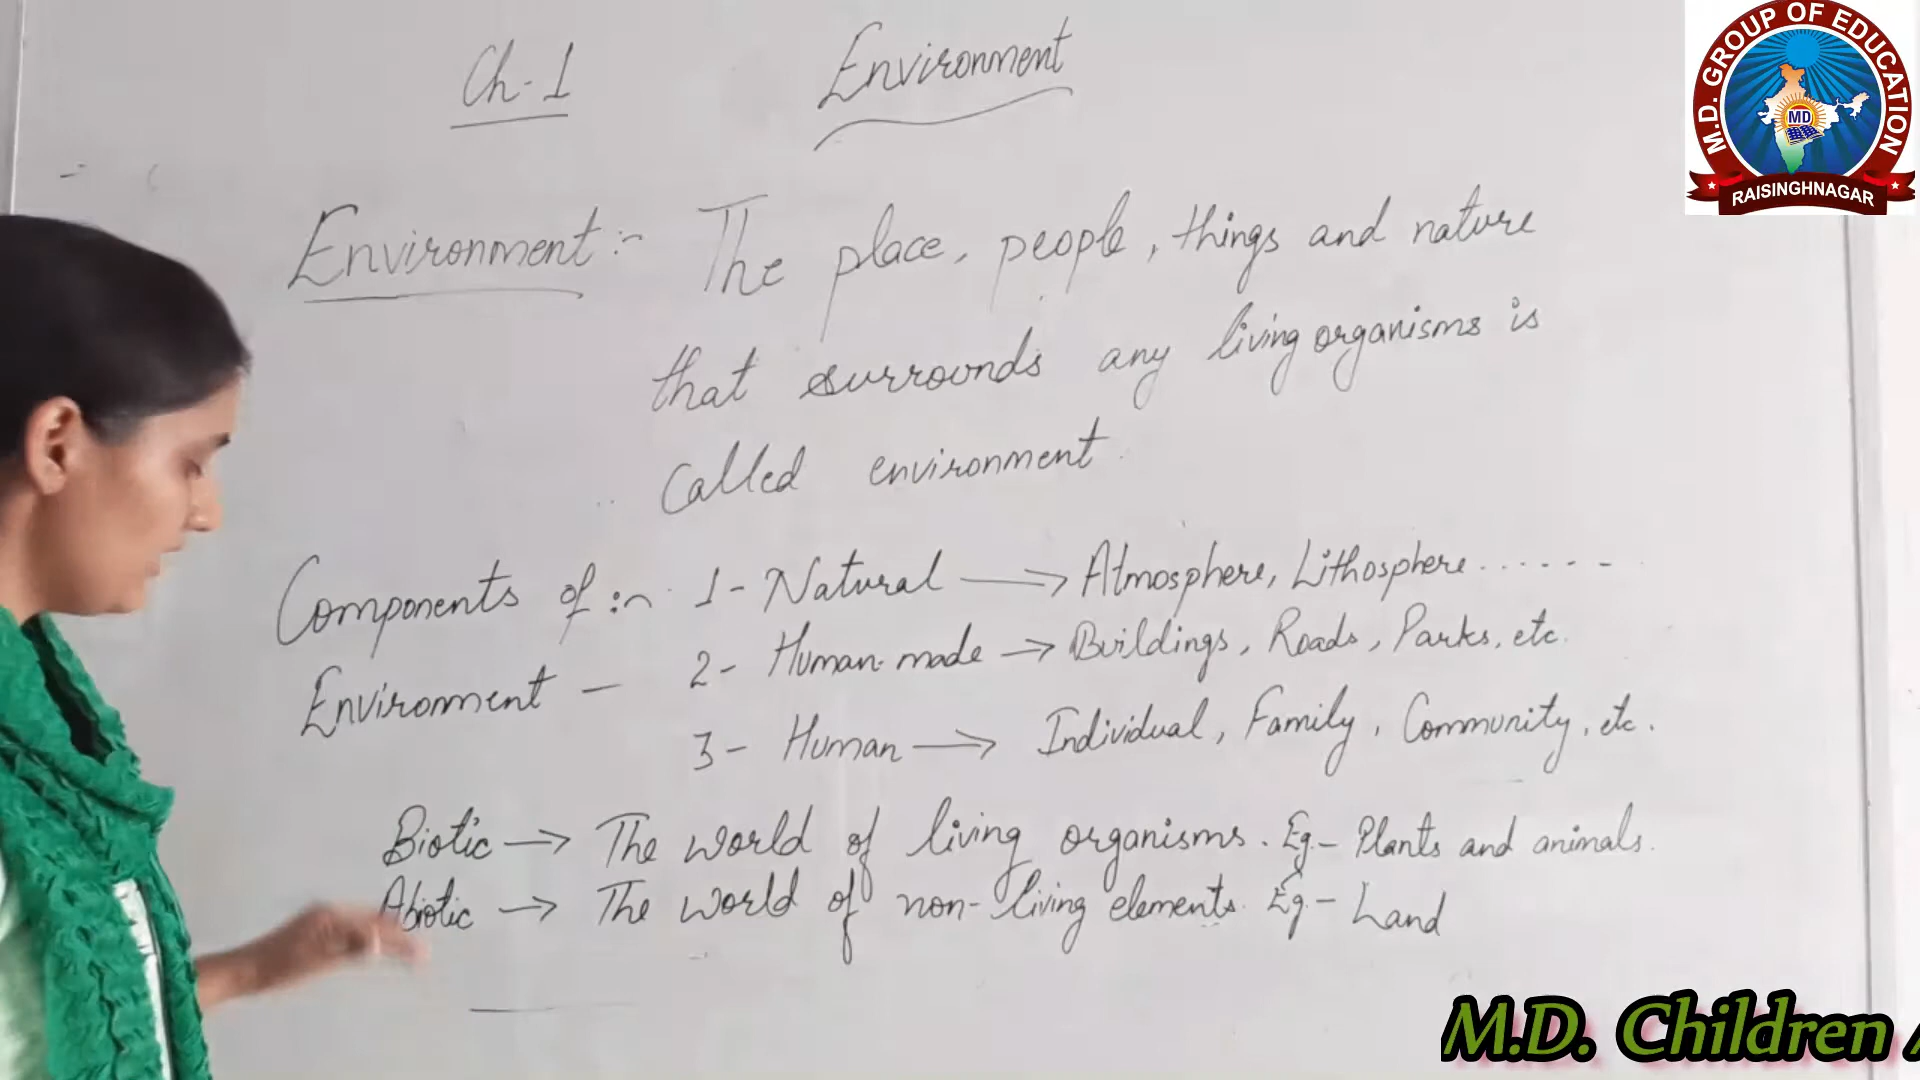 Ch-1 Environment
Environment :- The place, people, things and nature
that surrounds any living organisms is
called environment.
Components of :- 1- Natural → Atmosphere, Lithosphere.......
Environment - 2- Human-made → Buildings, Roads, Parks, etc.
3- Human → Individual, Family, Community, etc.
Biotic → The world of living organisms. Eg- Plants and animals.
Abiotic → The world of non-living elements. Eg- Land
M.D. GROUP OF EDUCATION
MD
RAISINGHNAGAR
M.D. Children